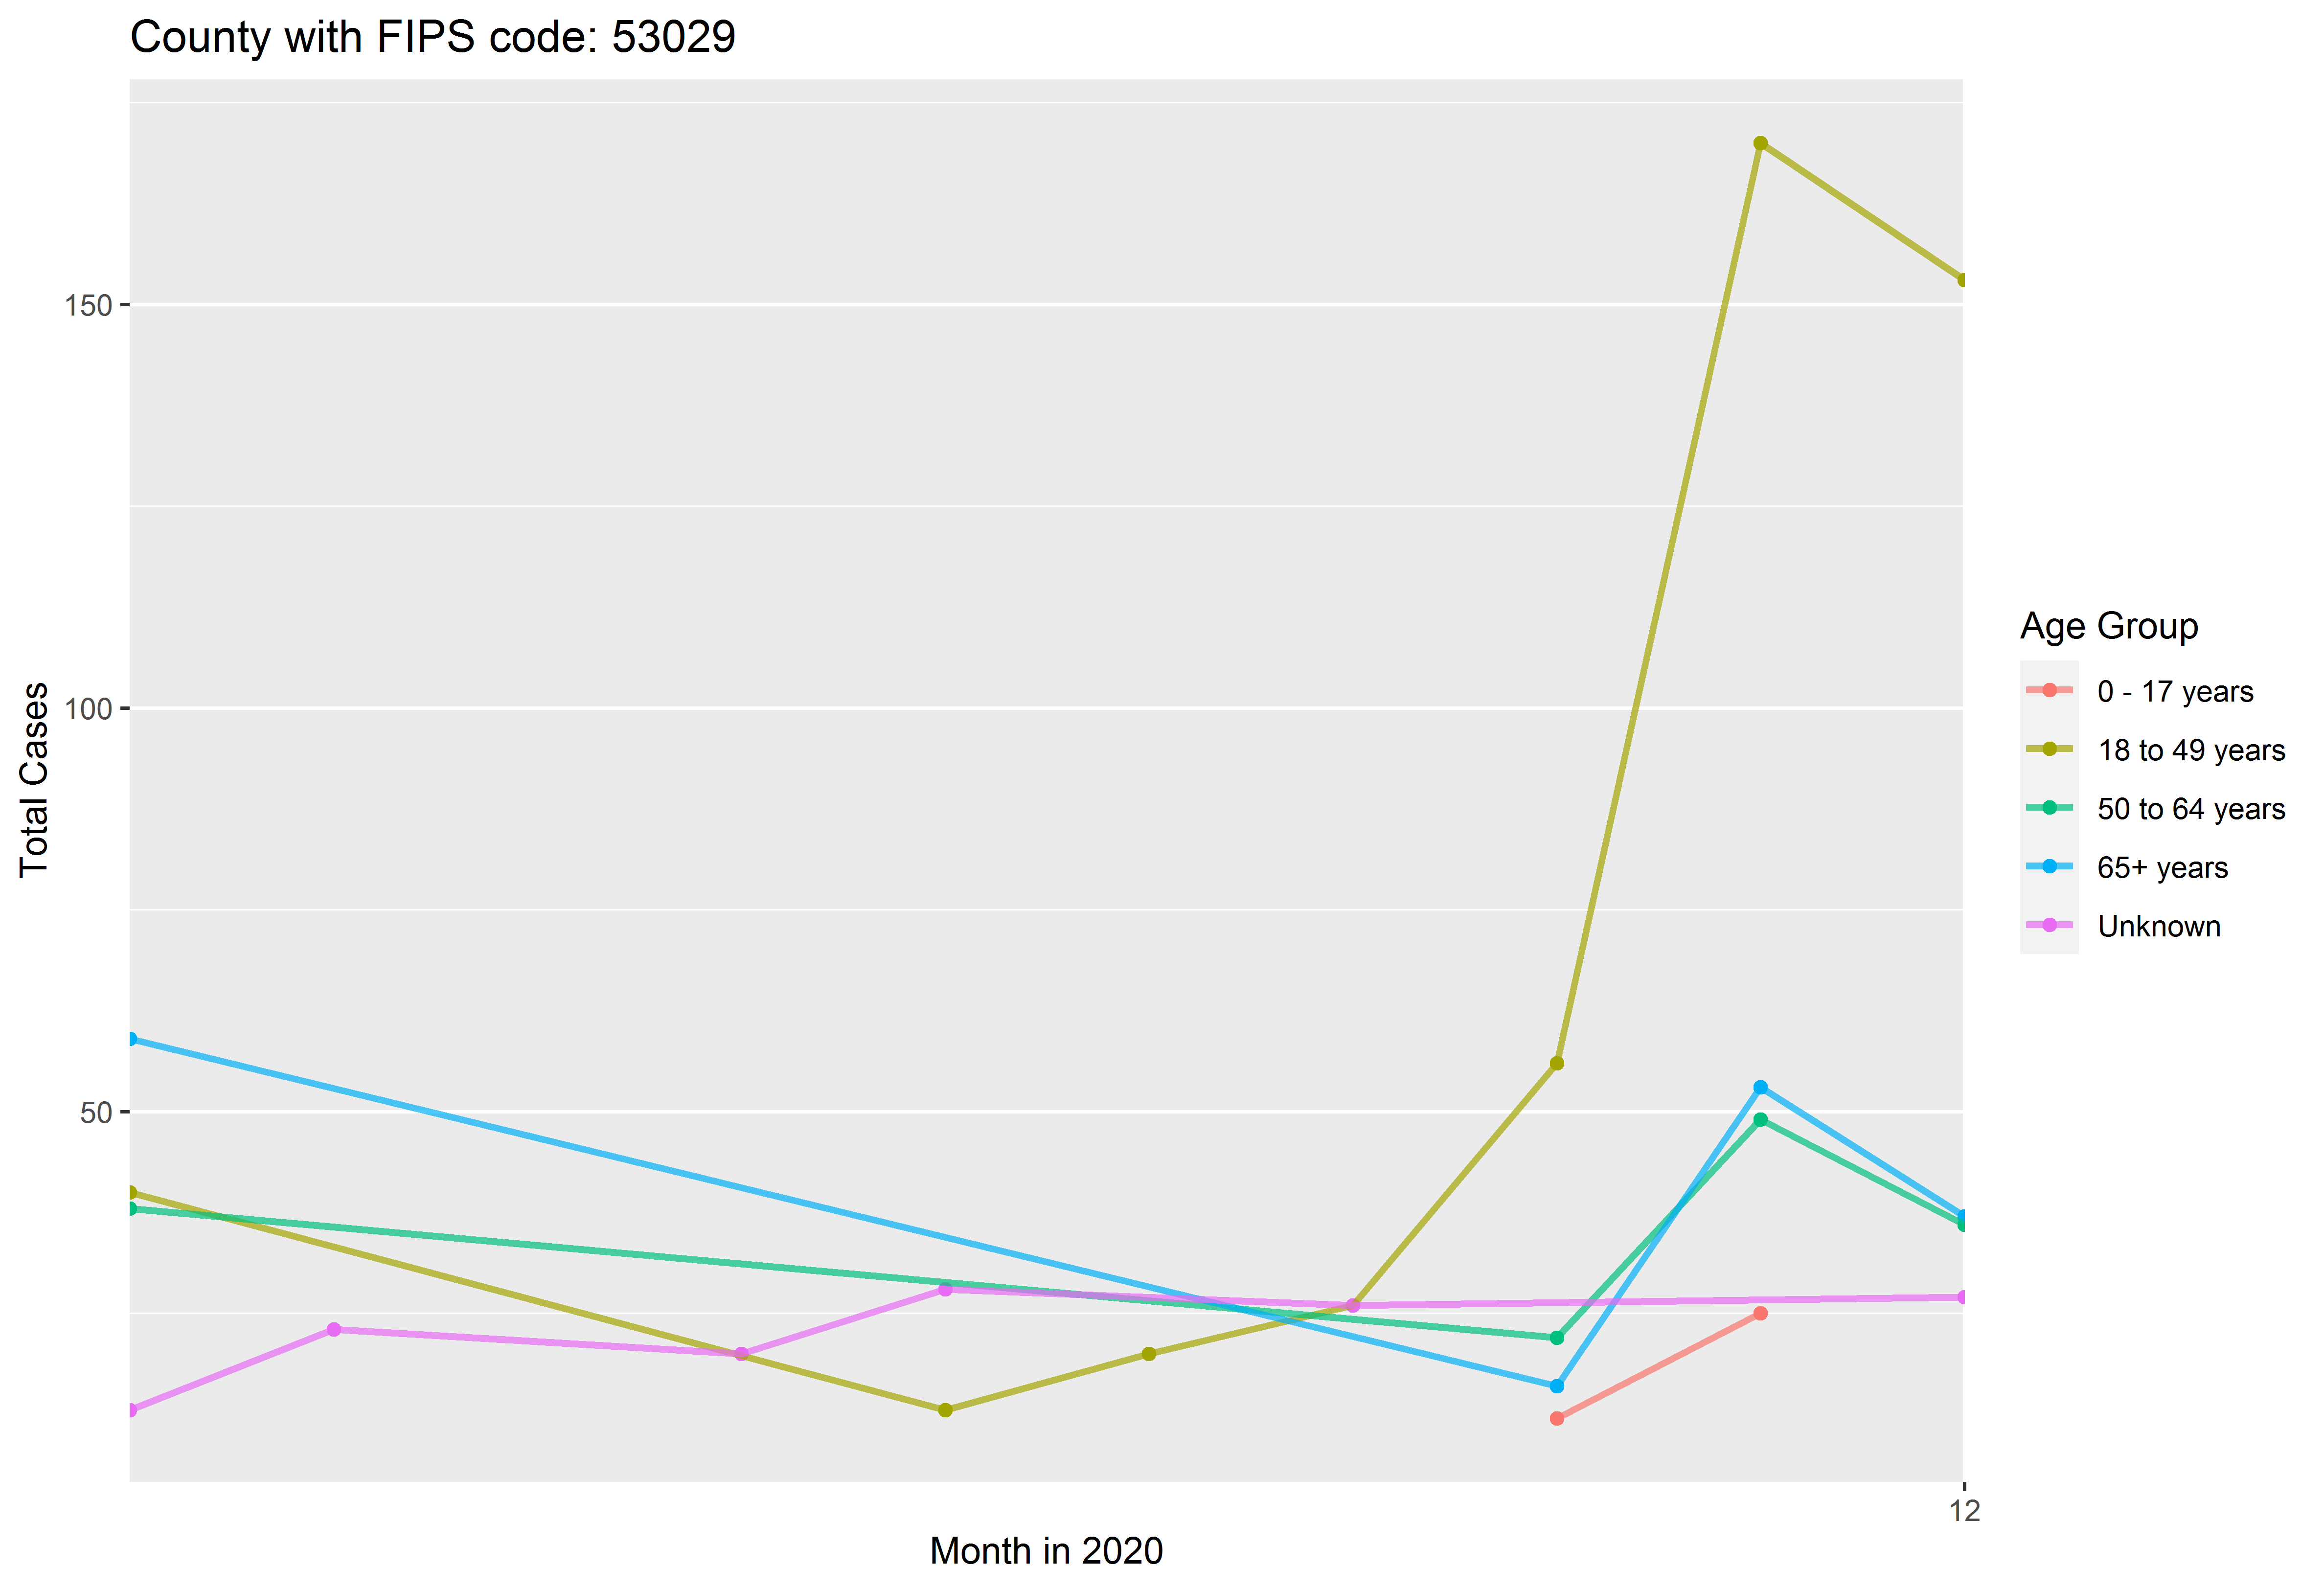 County with FIPS code: 53029
Total Cases
150
100
50
12
Month in 2020
Age Group
0 - 17 years
18 to 49 years
50 to 64 years
65+ years
Unknown